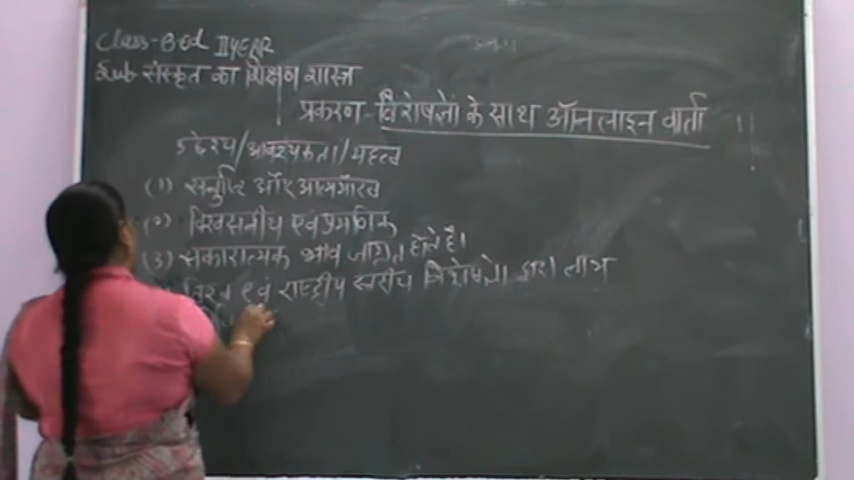 Class-B.Ed II YEAR
Sub संस्कृत का शिक्षण शास्त्र
प्रकरण-विशेषज्ञों के साथ ऑनलाइन वार्ता
उद्देश्य/आवश्यकता/महत्व
(1) सन्तुष्टि और आत्मगौरव
(2) विश्वसनीय एवं प्रमाणिक
(3) सकारात्मक भाव जाग्रत होते है।
विश्व एवं राष्ट्रीय स्तरीय विशेषज्ञों द्वारा लाभ